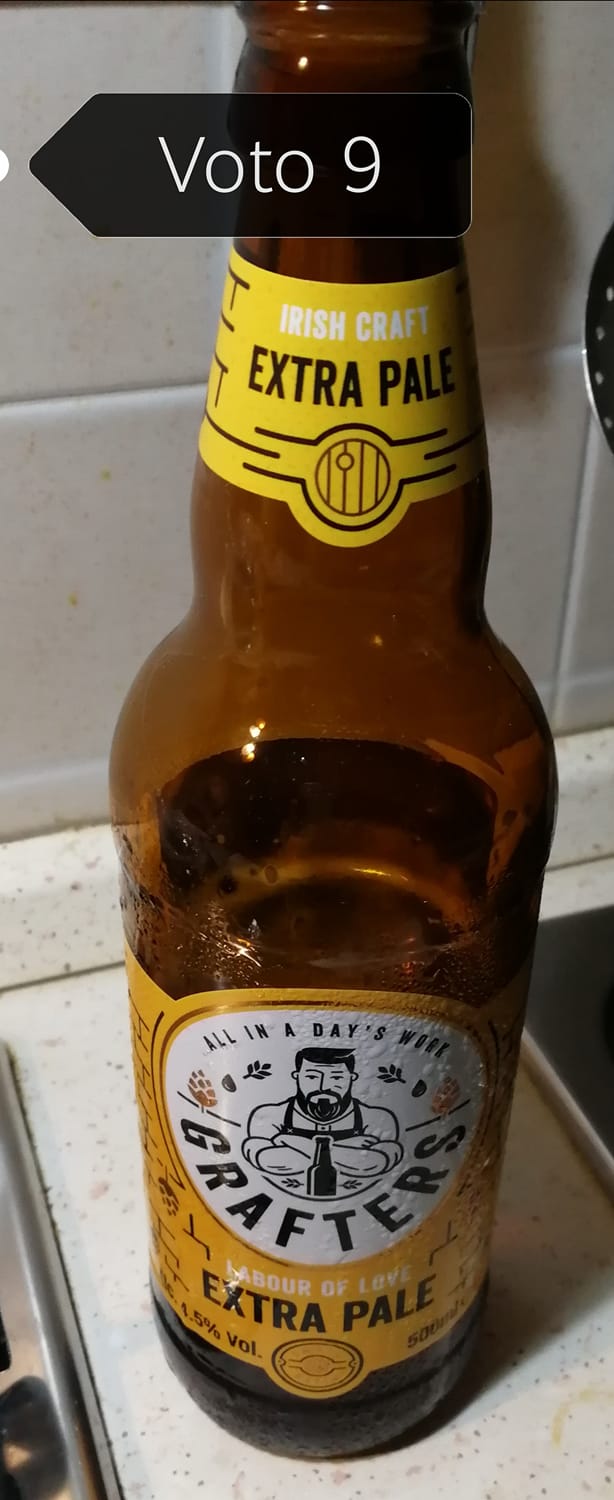 Voto 9
IRISH CRAFT
EXTRA PALE
ALL IN A DAY'S WORK
GRAFTERS
LABOUR OF LOVE
EXTRA PALE
ALC. 4.5% Vol.
500ml